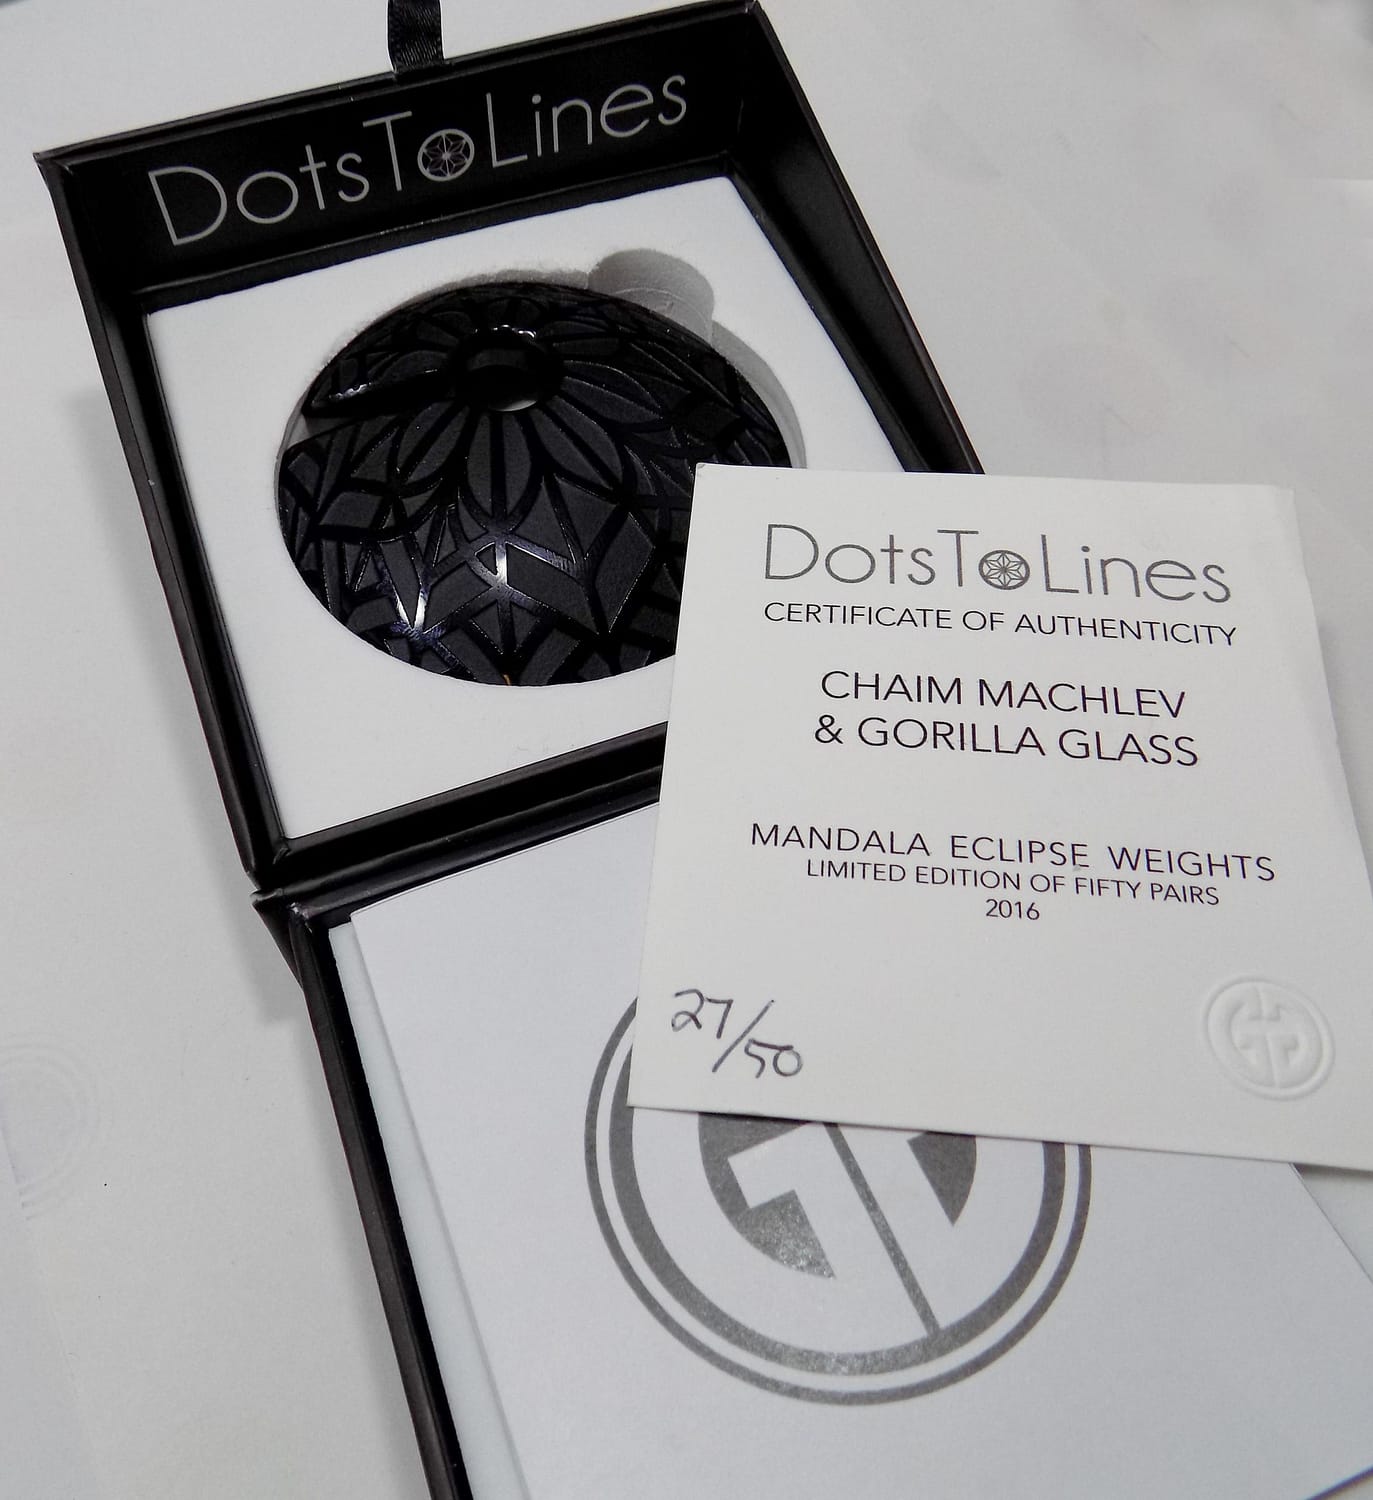 DotsToLines
DotsToLines
CERTIFICATE OF AUTHENTICITY
CHAIM MACHLEV
& GORILLA GLASS
MANDALA ECLIPSE WEIGHTS
LIMITED EDITION OF FIFTY PAIRS
2016
27/50